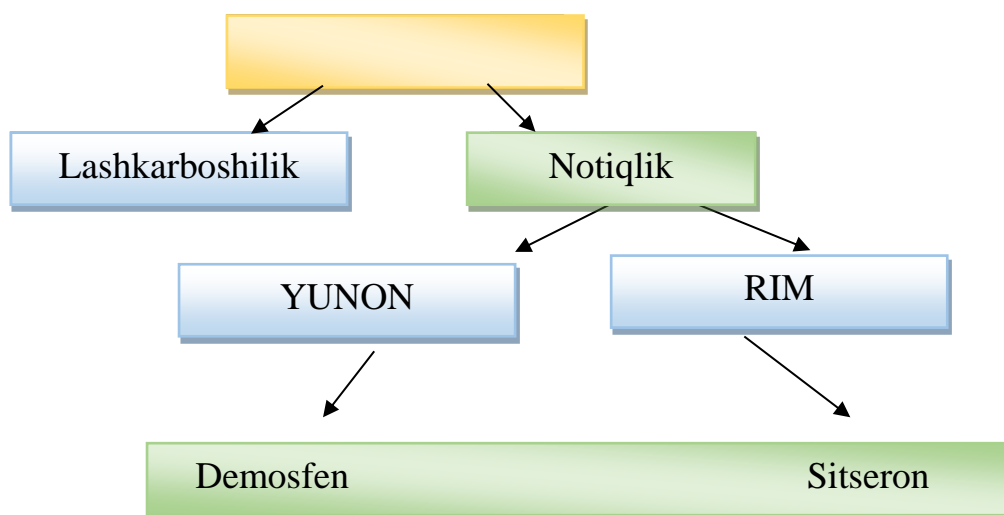 Lashkarboshilik
Notiqlik
YUNON
RIM
Demosfen
Sitseron